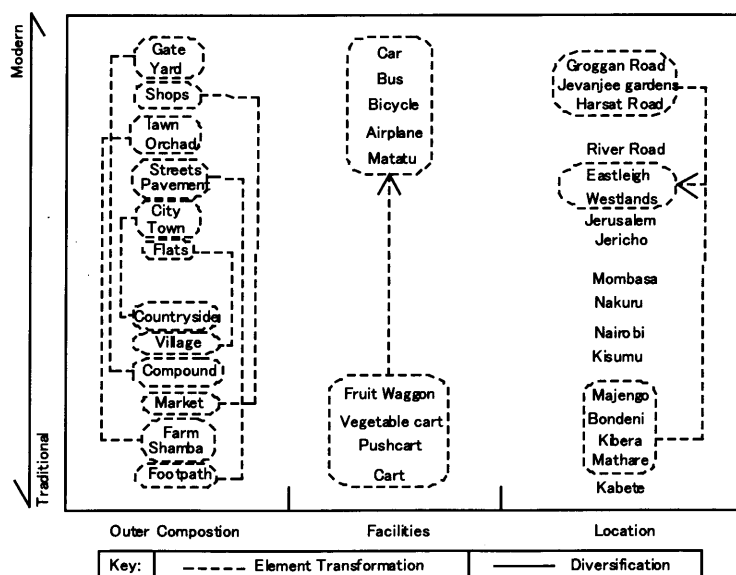 Modern
Traditional
Gate
Yard
Shops
lawn
Orchad
Streets
Pavement
City
Town
Flats
Countryside
Village
Compound
Market
Farm
Shamba
Footpath
Car
Bus
Bicycle
Airplane
Matatu
Fruit Waggon
Vegetable cart
Pushcart
Cart
Groggan Road
Jevanjee gardens
Harsat Road
River Road
Eastleigh
Westlands
Jerusalem
Jericho
Mombasa
Nakuru
Nairobi
Kisumu
Majengo
Bondeni
Kibera
Mathare
Kabete
Outer Compostion
Facilities
Location
Key: Element Transformation Diversification